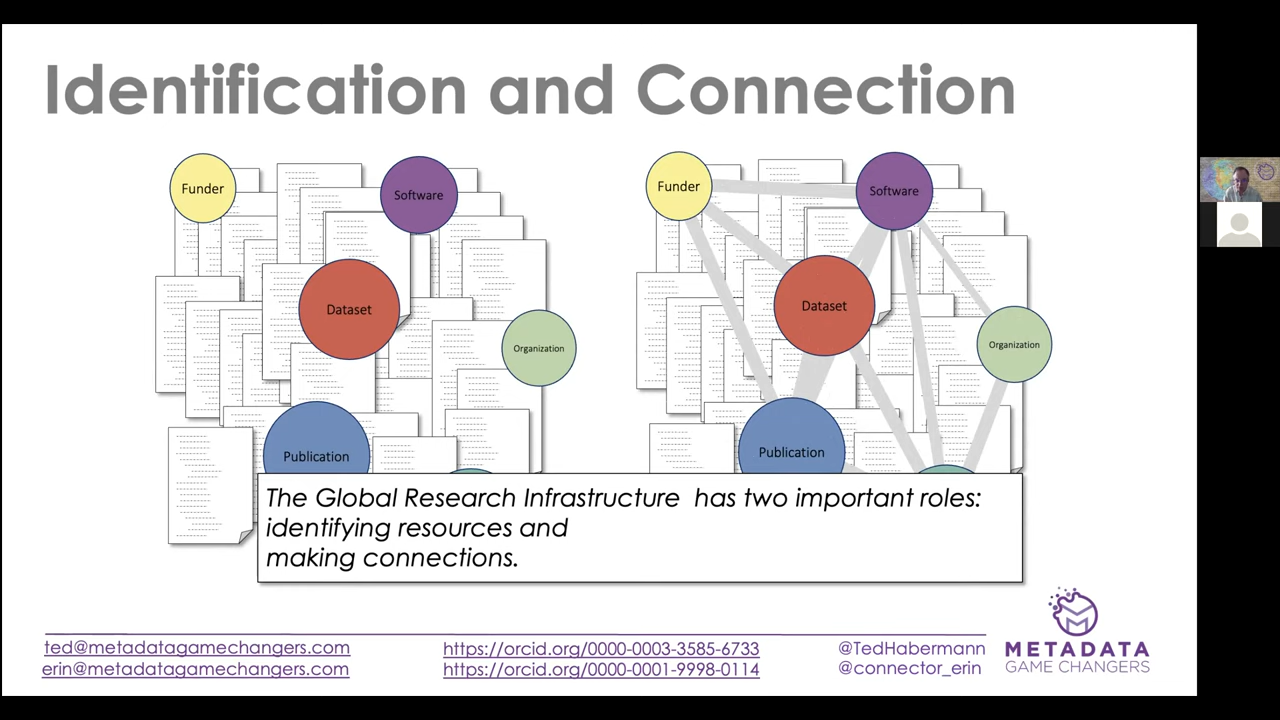 Identification and Connection
Funder
Software
Dataset
Organization
Publication
Funder
Software
Dataset
Organization
Publication
The Global Research Infrastructure has two important roles:
identifying resources and
making connections.
ted@metadatagamechangers.com
erin@metadatagamechangers.com
https://orcid.org/0000-0003-3585-6733
https://orcid.org/0000-0001-9998-0114
@TedHabermann
@connector_erin
METADATA
GAME CHANGERS